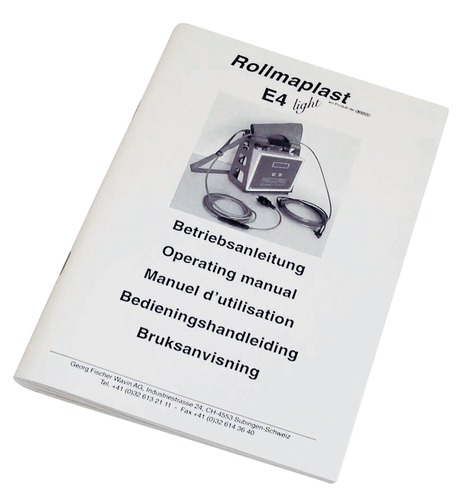 Rollmaplast
E4 light
Betriebsanleitung
Operating manual
Manuel d'utilisation
Bedieningshandleiding
Bruksanvisning
Georg Fischer Wavin AG, Industriestrasse 24, CH-4553 Subingen-Schweiz
Tel. +41 (0)32 613 21 11 · Fax +41 (0)32 614 36 40